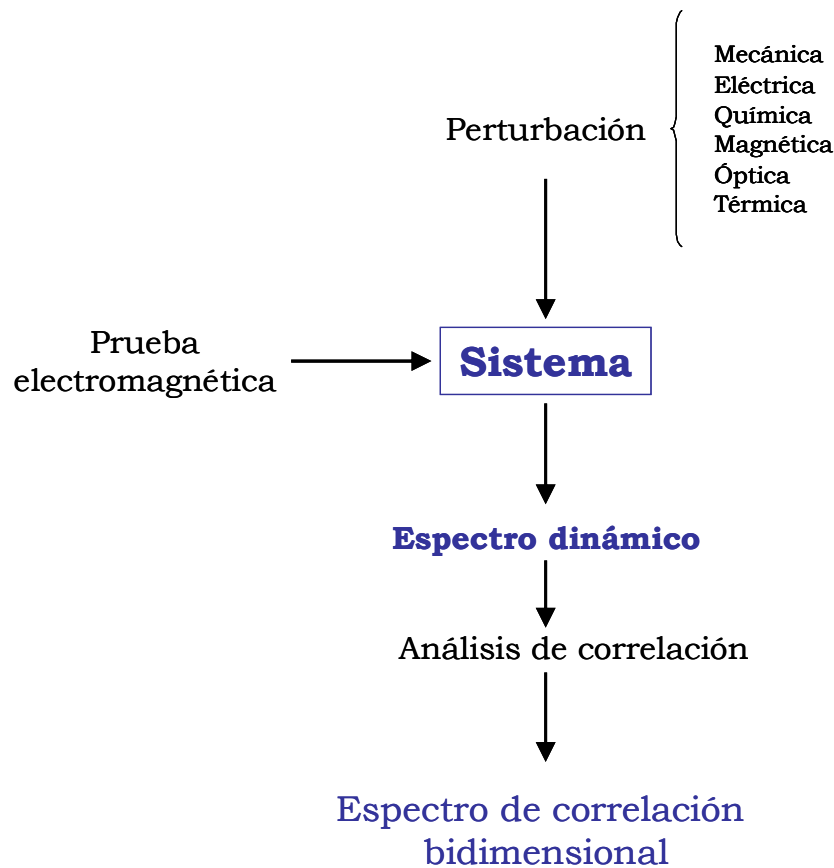 Mecánica
Eléctrica
Química
Magnética
Óptica
Térmica
Perturbación
Prueba
electromagnética
Sistema
Espectro dinámico
Análisis de correlación
Espectro de correlación
bidimensional